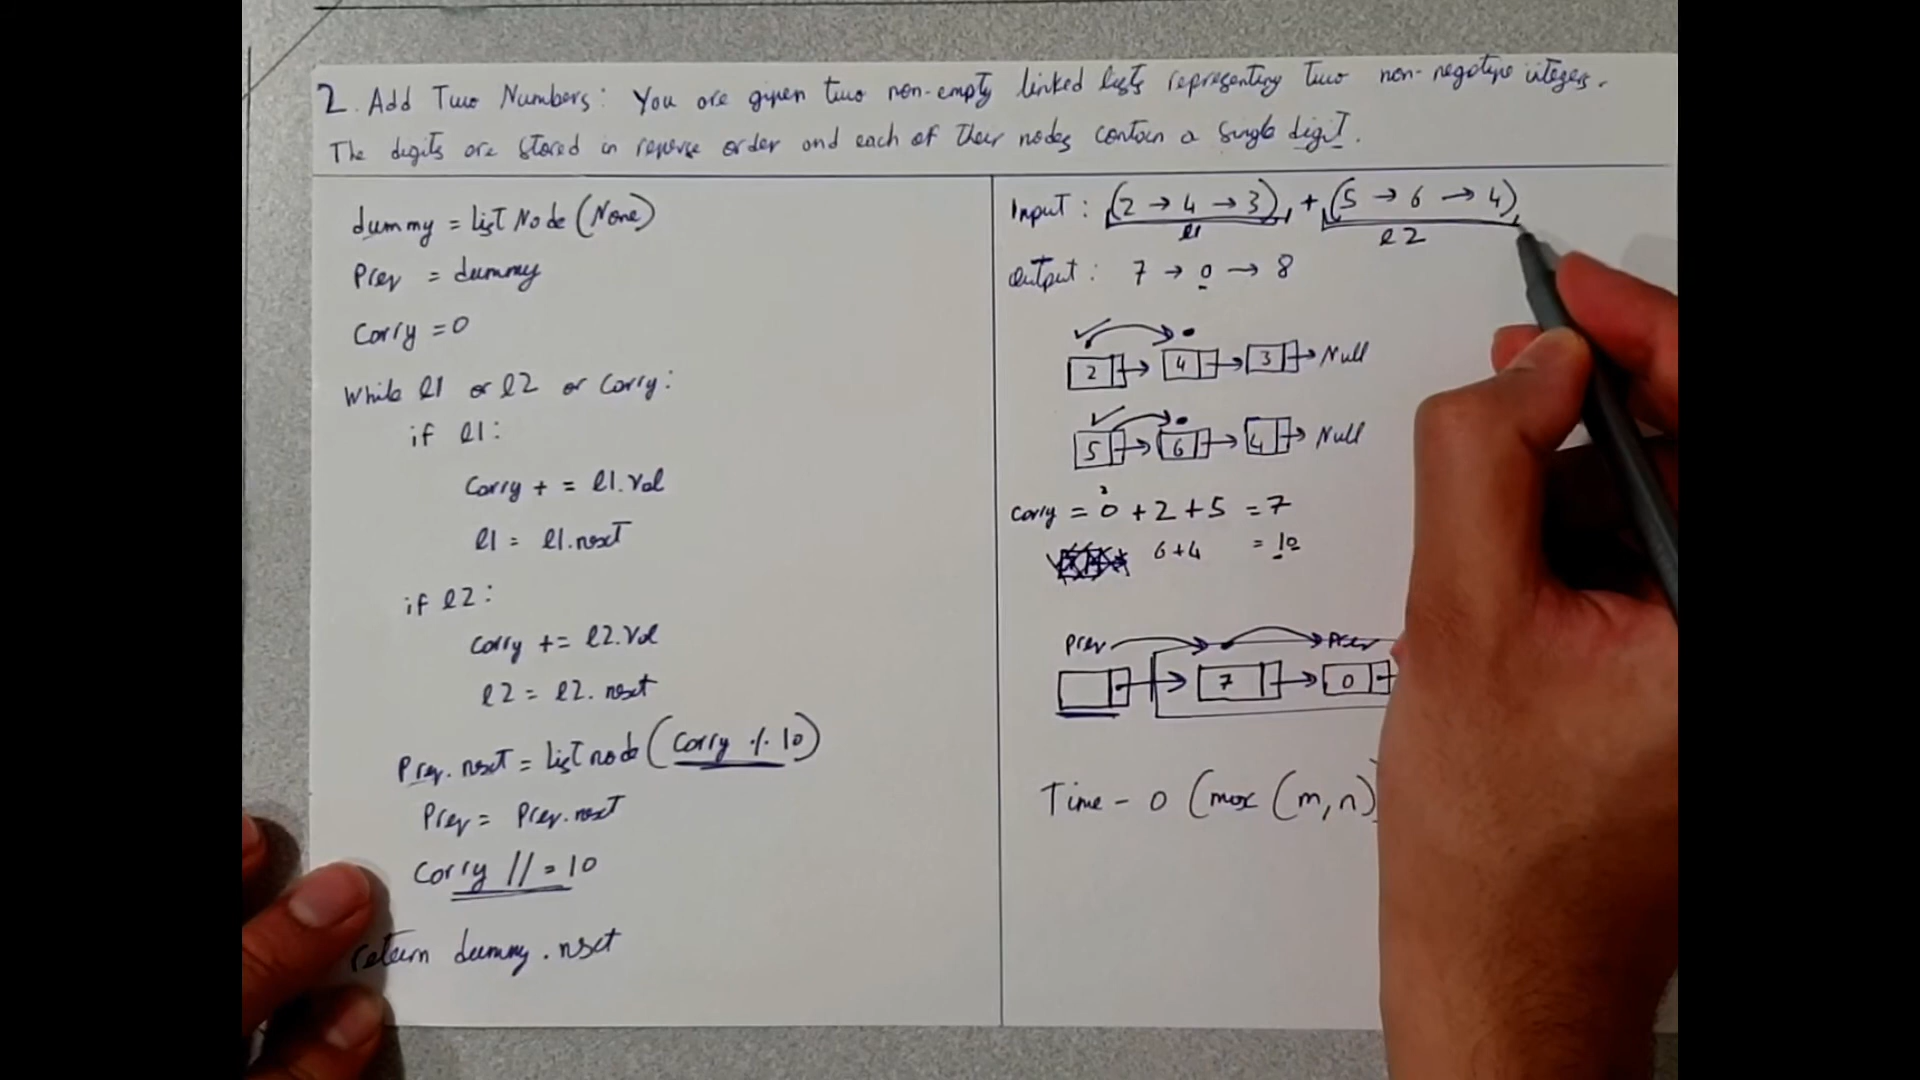 2. Add Two Numbers: You are given two non-empty linked lists representing two non-negative integers.
The digits are stored in reverse order and each of their nodes contain a single digit.
dummy = list Node (None)
Prev = dummy
Carry = 0
While l1 or l2 or Carry:
if l1:
Carry + = l1.val
l1 = l1.next
if l2:
Carry += l2.val
l2 = l2. next
Prev. next = list node (Carry % 10)
Prev = Prev.next
Carry // = 10
return dummy . next
Input : (2 → 4 → 3) + (5 → 6 → 4)
l1 l2
Output : 7 → 0 → 8
2 → 4 → 3 → Null
5 → 6 → 4 → Null
Carry = 0 + 2 + 5 = 7
6+4 = 10
Prev Prev
7 → 0
Time - O (max (m,n)